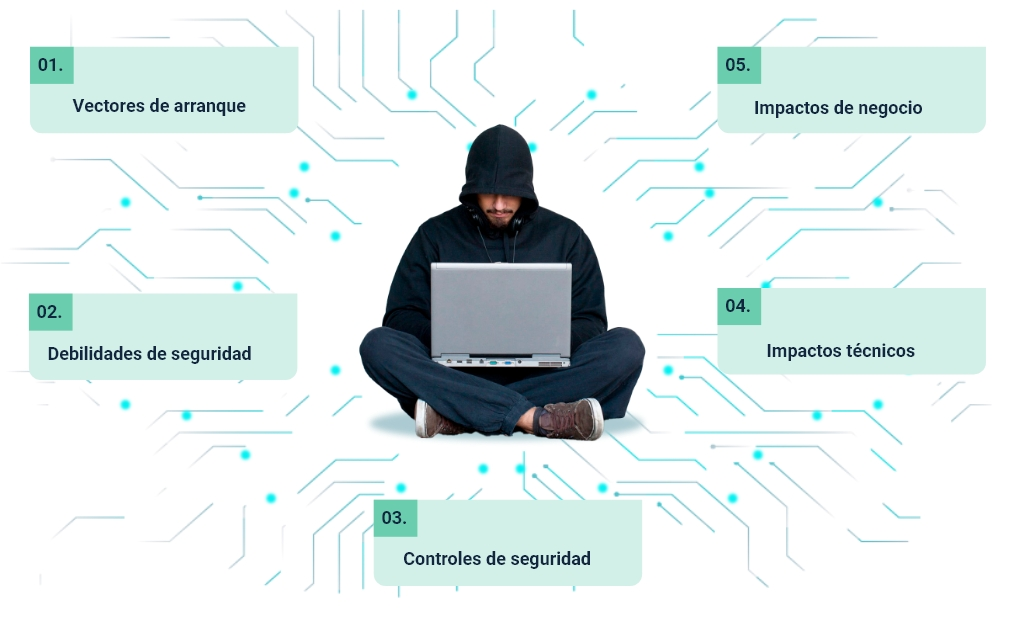 01.
Vectores de arranque
02.
Debilidades de seguridad
03.
Controles de seguridad
04.
Impactos técnicos
05.
Impactos de negocio